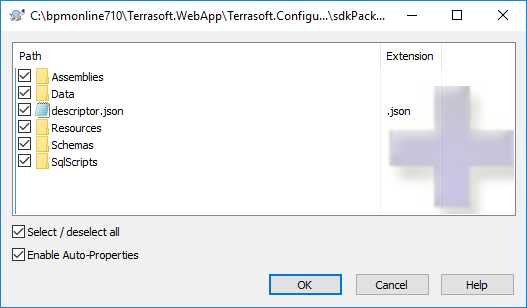 C:\bpmonline710\Terrasoft.WebApp\Terrasoft.Configu...\sdkPack...
Path Extension
Assemblies
Data
descriptor.json .json
Resources
Schemas
SqlScripts
Select / deselect all
Enable Auto-Properties
OK Cancel Help